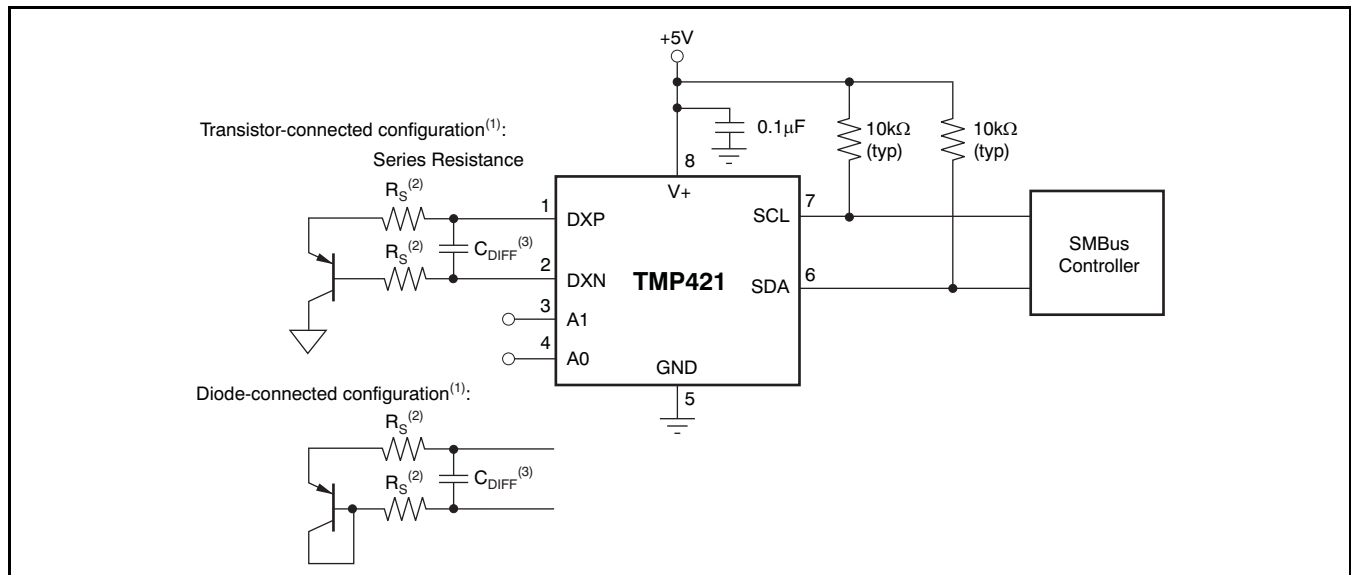 +5V
Transistor-connected configuration(1):
0.1µF
10kΩ
(typ)
10kΩ
(typ)
Series Resistance
8
RS(2)
V+
1
DXP
SCL
7
CDIFF(3)
RS(2)
2
DXN
TMP421
SDA
6
SMBus
Controller
3
A1
4
A0
GND
5
Diode-connected configuration(1):
RS(2)
CDIFF(3)
RS(2)